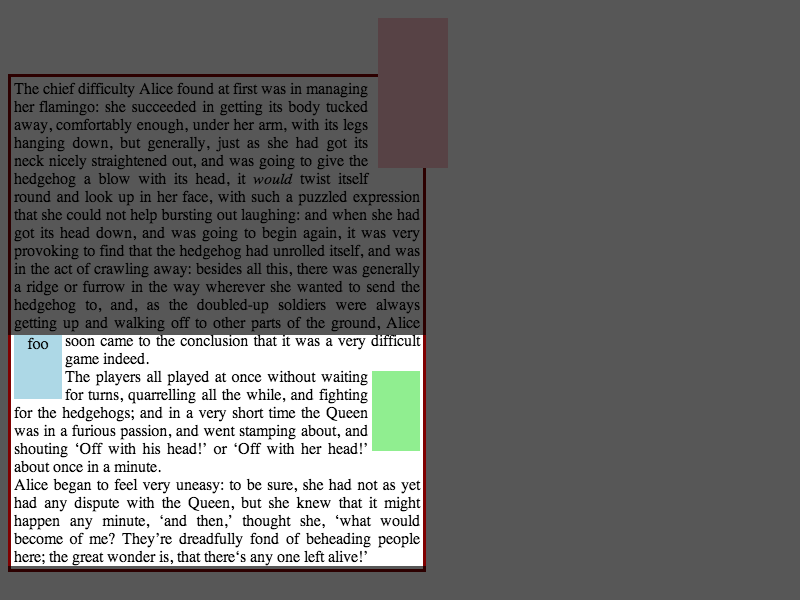 The chief difficulty Alice found at first was in managing
her flamingo: she succeeded in getting its body tucked
away, comfortably enough, under her arm, with its legs
hanging down, but generally, just as she had got its
neck nicely straightened out, and was going to give the
hedgehog a blow with its head, it would twist itself
round and look up in her face, with such a puzzled expression
that she could not help bursting out laughing: and when she had
got its head down, and was going to begin again, it was very
provoking to find that the hedgehog had unrolled itself, and was
in the act of crawling away: besides all this, there was generally
a ridge or furrow in the way wherever she wanted to send the
hedgehog to, and, as the doubled-up soldiers were always
getting up and walking off to other parts of the ground, Alice
foo
soon came to the conclusion that it was a very difficult
game indeed.
The players all played at once without waiting
for turns, quarrelling all the while, and fighting
for the hedgehogs; and in a very short time the Queen
was in a furious passion, and went stamping about, and
shouting ‘Off with his head!’ or ‘Off with her head!’
about once in a minute.
Alice began to feel very uneasy: to be sure, she had not as yet
had any dispute with the Queen, but she knew that it might
happen any minute, ‘and then,’ thought she, ‘what would
become of me? They’re dreadfully fond of beheading people
here; the great wonder is, that there‘s any one left alive!’